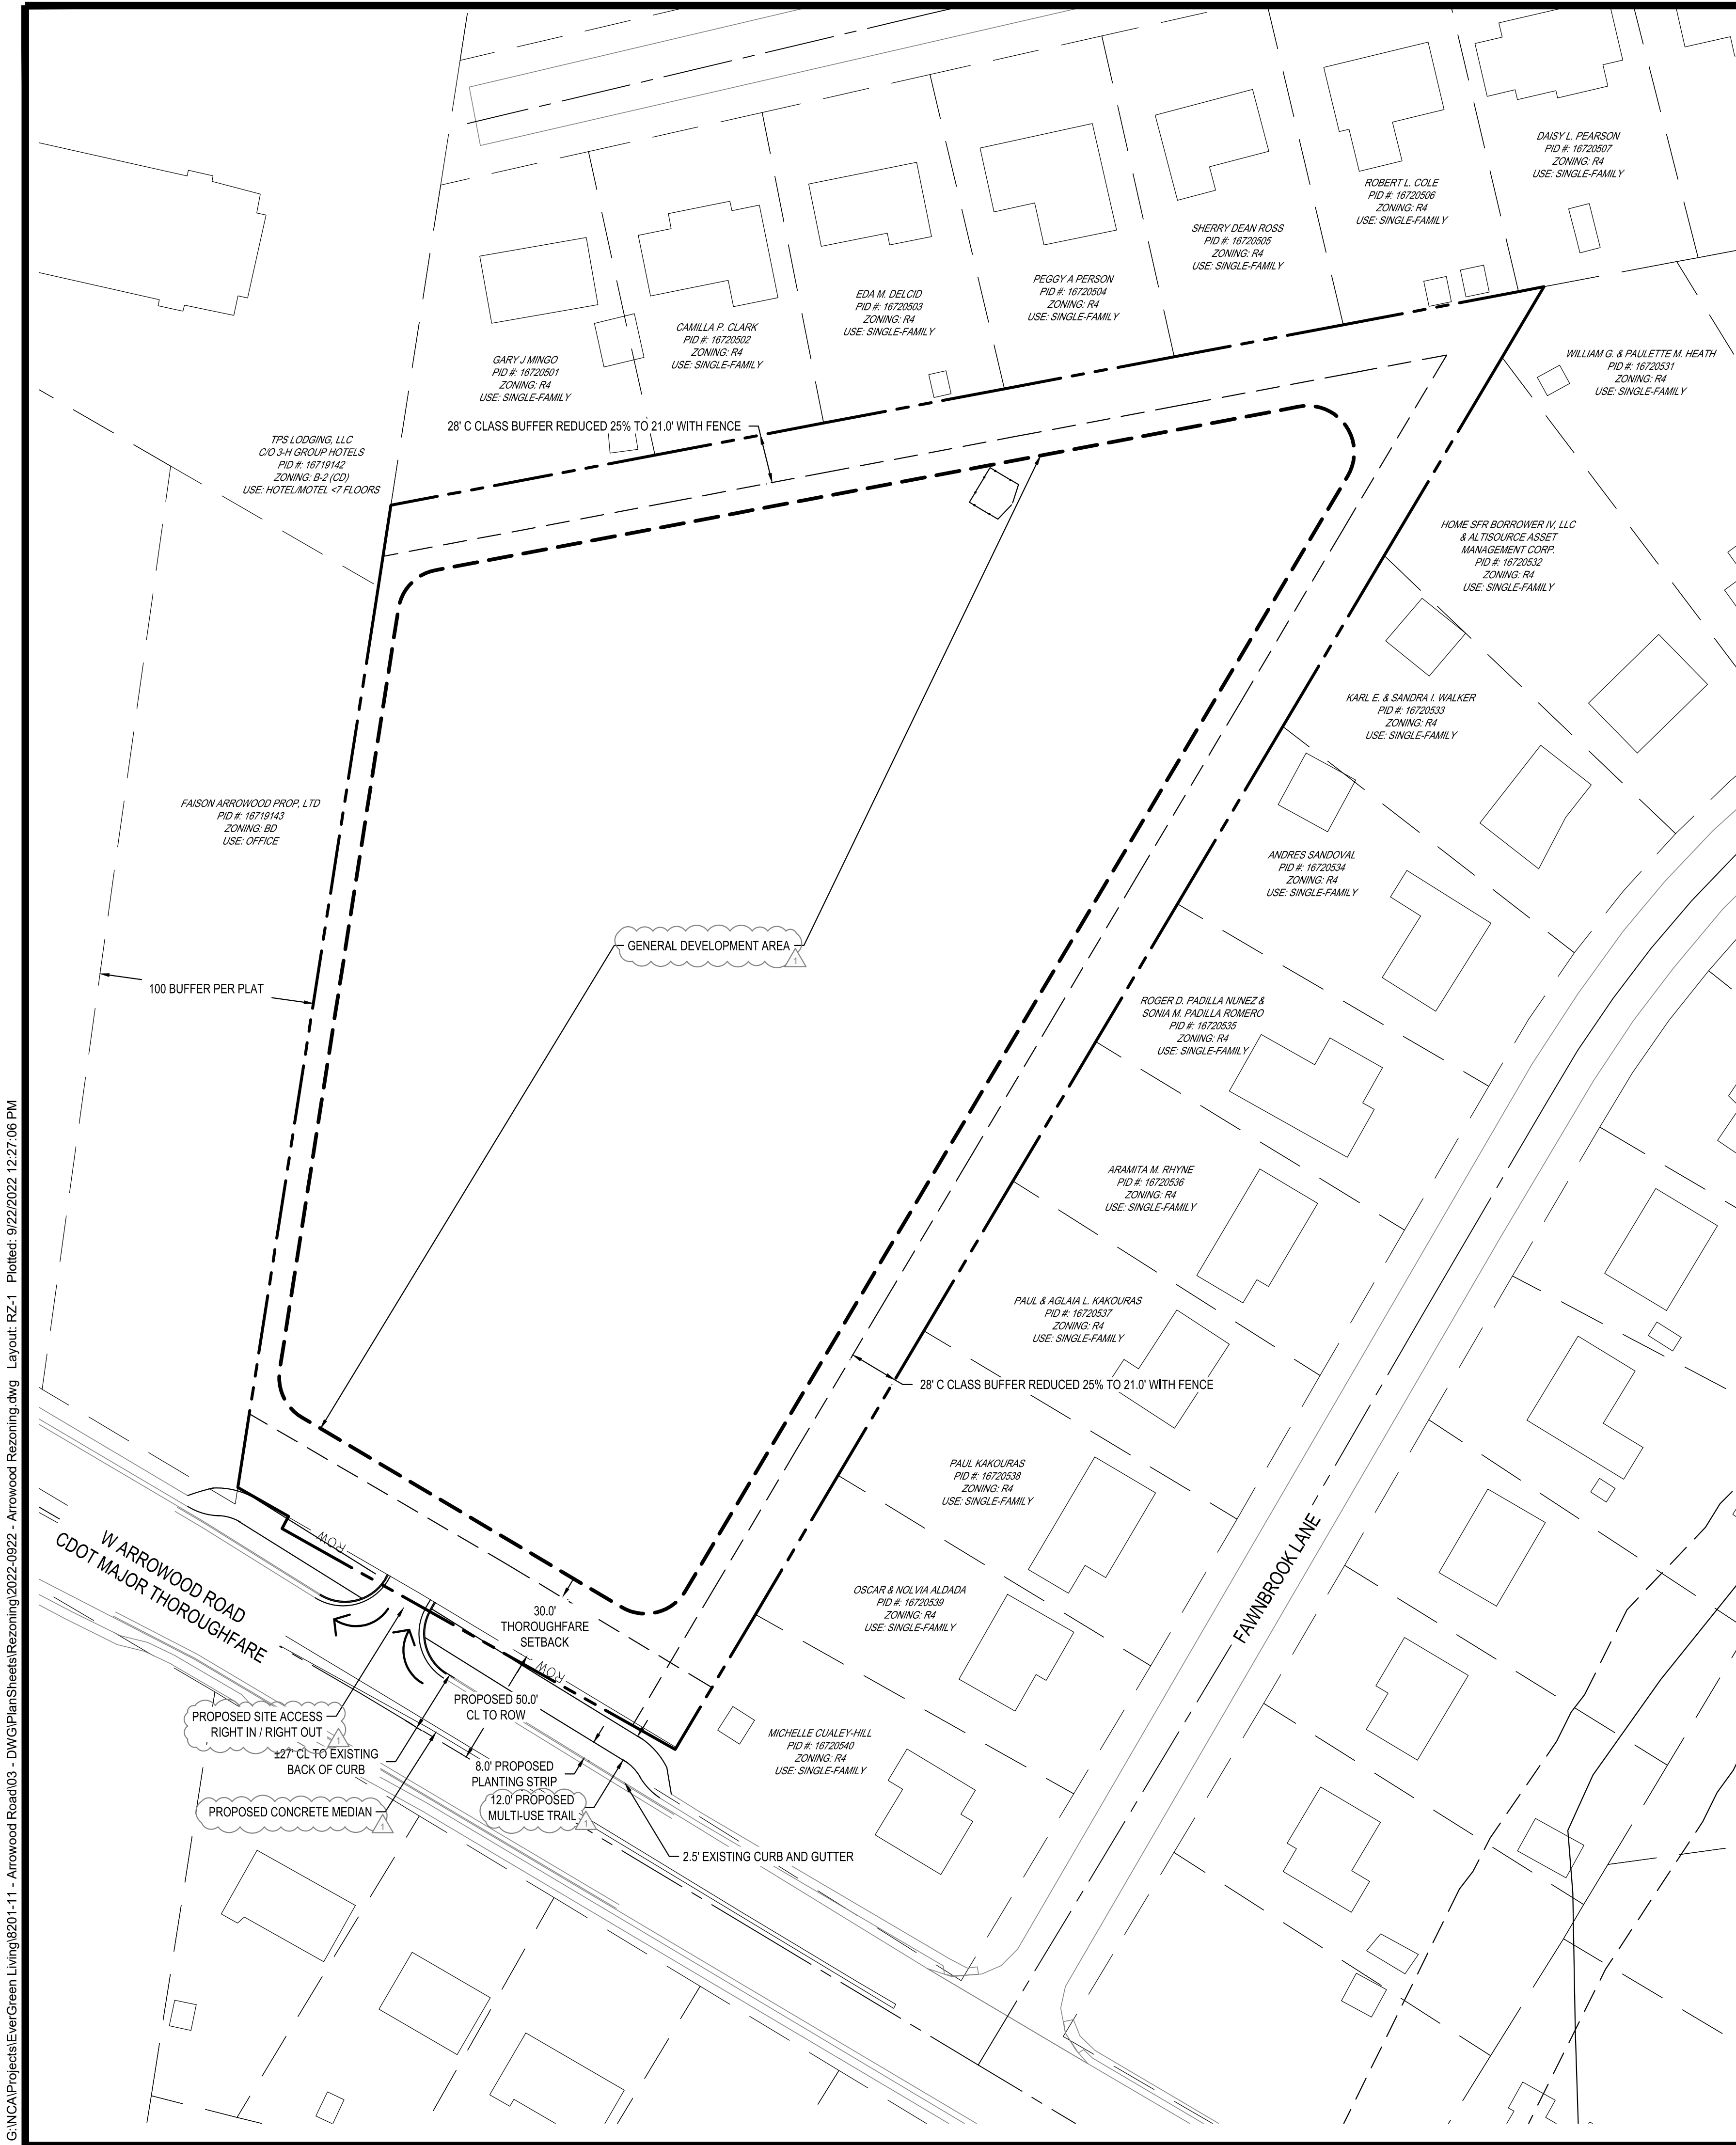 DAISY L. PEARSON
PID #: 16720507
ZONING: R4
USE: SINGLE-FAMILY
ROBERT L. COLE
PID #: 16720506
ZONING: R4
USE: SINGLE-FAMILY
SHERRY DEAN ROSS
PID #: 16720505
ZONING: R4
USE: SINGLE-FAMILY
PEGGY A PERSON
PID #: 16720504
ZONING: R4
USE: SINGLE-FAMILY
EDA M. DELCID
PID #: 16720503
ZONING: R4
USE: SINGLE-FAMILY
CAMILLA P. CLARK
PID #: 16720502
ZONING: R4
USE: SINGLE-FAMILY
GARY J MINGO
PID #: 16720501
ZONING: R4
USE: SINGLE-FAMILY
WILLIAM G. & PAULETTE M. HEATH
PID #: 16720531
ZONING: R4
USE: SINGLE-FAMILY
28' C CLASS BUFFER REDUCED 25% TO 21.0' WITH FENCE
TPS LODGING, LLC
C/O 3-H GROUP HOTELS
PID #: 16719142
ZONING: B-2 (CD)
USE: HOTEL/MOTEL <7 FLOORS
HOME SFR BORROWER IV, LLC
& ALTISOURCE ASSET
MANAGEMENT CORP.
PID #: 16720532
ZONING: R4
USE: SINGLE-FAMILY
KARL E. & SANDRA I. WALKER
PID #: 16720533
ZONING: R4
USE: SINGLE-FAMILY
FAISON ARROWOOD PROP, LTD
PID #: 16719143
ZONING: BD
USE: OFFICE
ANDRES SANDOVAL
PID #: 16720534
ZONING: R4
USE: SINGLE-FAMILY
GENERAL DEVELOPMENT AREA
1
100 BUFFER PER PLAT
ROGER D. PADILLA NUNEZ &
SONIA M. PADILLA ROMERO
PID #: 16720535
ZONING: R4
USE: SINGLE-FAMILY
ARAMITA M. RHYNE
PID #: 16720536
ZONING: R4
USE: SINGLE-FAMILY
PAUL & AGLAIA L. KAKOURAS
PID #: 16720537
ZONING: R4
USE: SINGLE-FAMILY
28' C CLASS BUFFER REDUCED 25% TO 21.0' WITH FENCE
PAUL KAKOURAS
PID #: 16720538
ZONING: R4
USE: SINGLE-FAMILY
OSCAR & NOLVIA ALDADA
PID #: 16720539
ZONING: R4
USE: SINGLE-FAMILY
MICHELLE CUALEY-HILL
PID #: 16720540
ZONING: R4
USE: SINGLE-FAMILY
FAWNBROOK LANE
W ARROWOOD ROAD
CDOT MAJOR THOROUGHFARE
ROW
30.0'
THOROUGHFARE
SETBACK
ROW
PROPOSED 50.0'
CL TO ROW
PROPOSED SITE ACCESS
RIGHT IN / RIGHT OUT
1
±27' CL TO EXISTING
BACK OF CURB
8.0' PROPOSED
PLANTING STRIP
PROPOSED CONCRETE MEDIAN
1
12.0' PROPOSED
MULTI-USE TRAIL
1
2.5' EXISTING CURB AND GUTTER
G:\NCA\Projects\EverGreen Living\8201-11 - Arrowood Road\03 - DWG\PlanSheets\Rezoning\2022-0922 - Arrowood Rezoning.dwg Layout: RZ-1 Plotted: 9/22/2022 12:27:06 PM